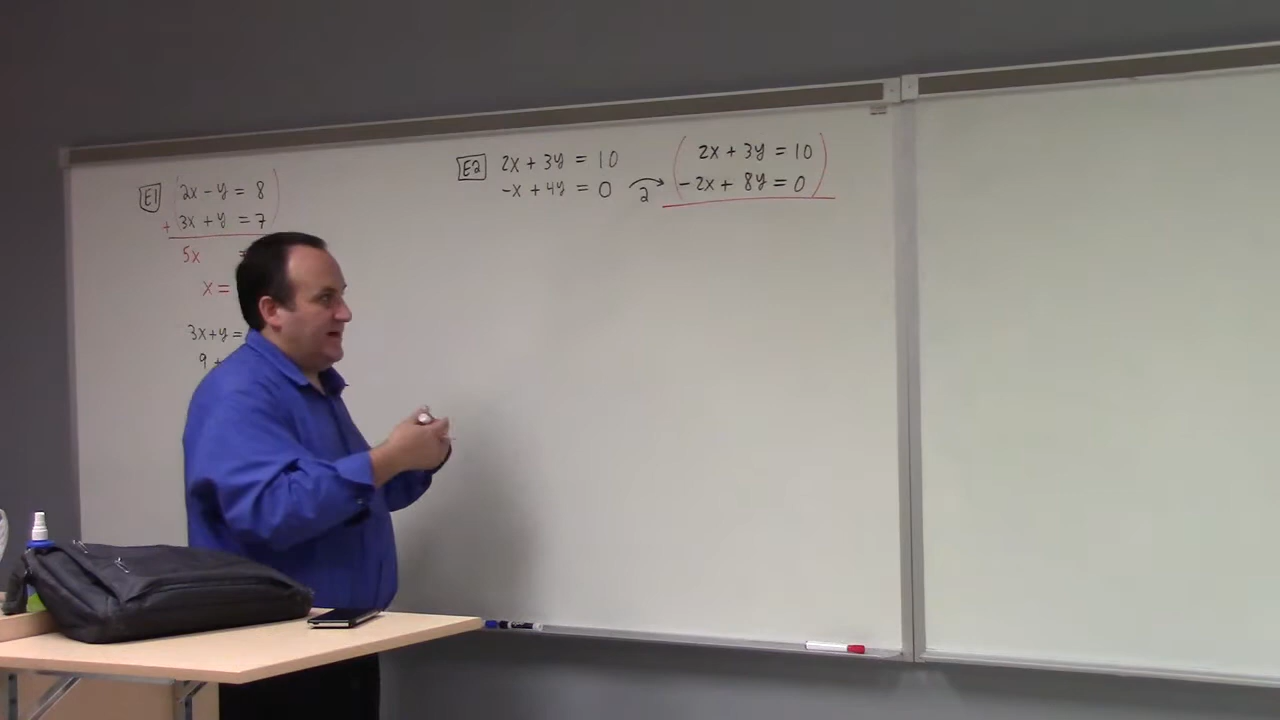 E1 2x - y = 8
+ 3x + y = 7
5x =
x =
3x + y =
9 +
E2 2x + 3y = 10
-x + 4y = 0
2
2x + 3y = 10
-2x + 8y = 0